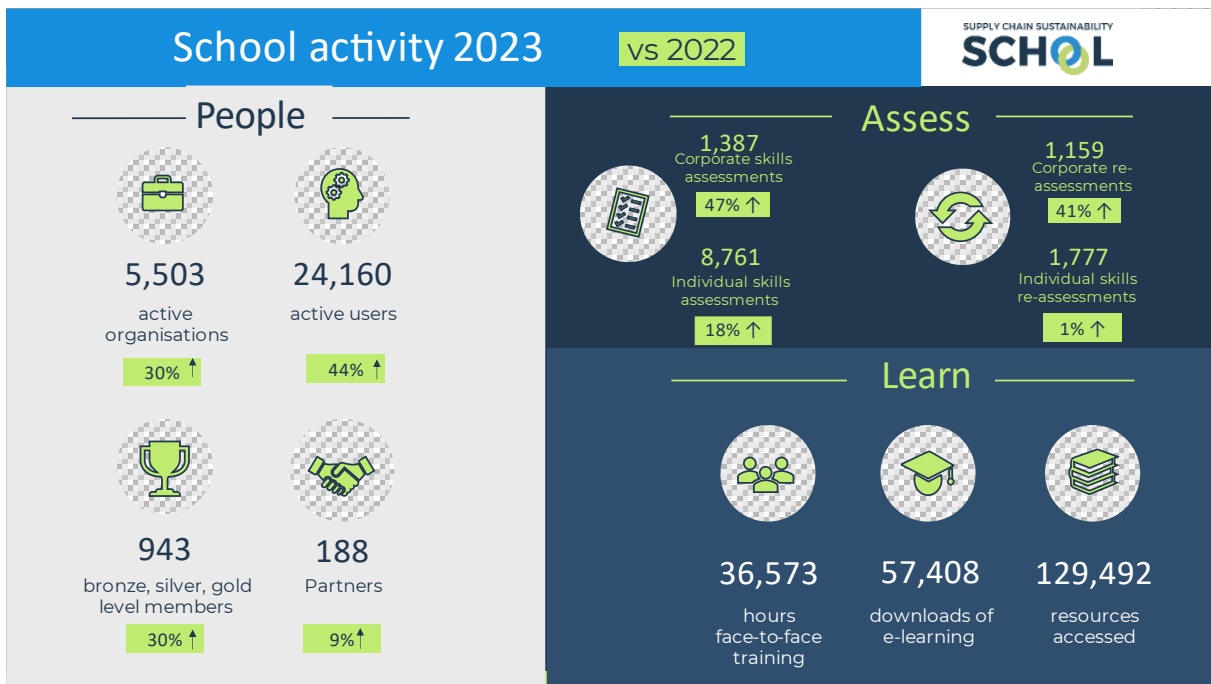 School activity 2023
vs 2022
SUPPLY CHAIN SUSTAINABILITY
SCHOOL
People
5,503
active
organisations
30% ↑
24,160
active users
44% ↑
943
bronze, silver, gold
level members
30% ↑
188
Partners
9% ↑
Assess
1,387
Corporate skills
assessments
47% ↑
1,159
Corporate re-
assessments
41% ↑
8,761
Individual skills
assessments
18% ↑
1,777
Individual skills
re-assessments
1% ↑
Learn
36,573
hours
face-to-face
training
57,408
downloads of
e-learning
129,492
resources
accessed